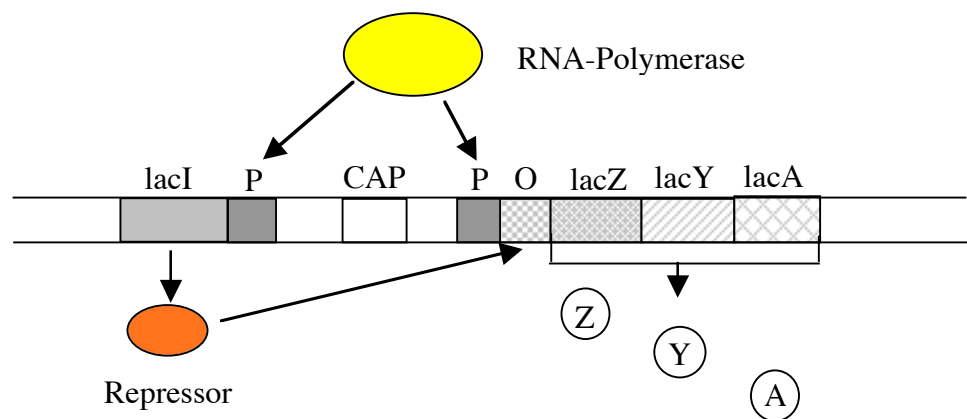 RNA-Polymerase
lacI P CAP P O lacZ lacY lacA
Z
Y
Repressor
A